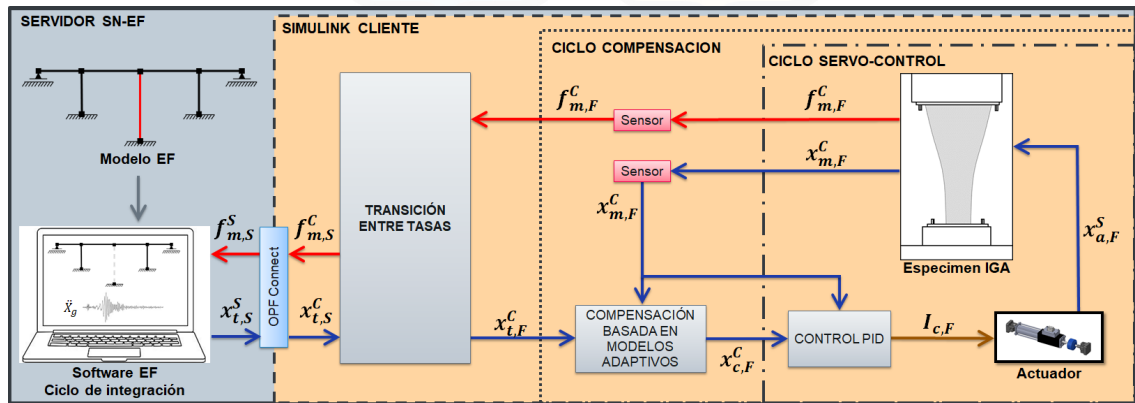 SERVIDOR SN-EF
Modelo EF
Ẍg
Software EF
Ciclo de integración
f^S_{m,S}
x^S_{t,S}
OPF Connect
SIMULINK CLIENTE
f^C_{m,S}
x^C_{t,S}
TRANSICIÓN
ENTRE TASAS
CICLO COMPENSACION
f^C_{m,F}
Sensor
Sensor
x^C_{m,F}
x^C_{t,F}
COMPENSACIÓN
BASADA EN
MODELOS
ADAPTIVOS
x^C_{c,F}
CICLO SERVO-CONTROL
f^C_{m,F}
x^C_{m,F}
Especimen IGA
x^S_{a,F}
CONTROL PID
I_{c,F}
Actuador